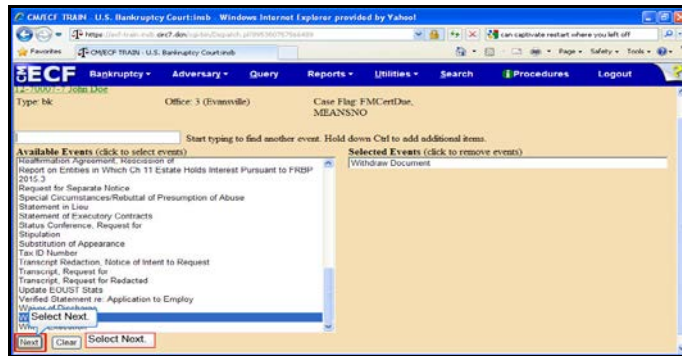 CM/ECF TRAIN - U.S. Bankruptcy Court:insb - Windows Internet Explorer provided by Yahoo!
can captivate restart where you left off
Favorites CM/ECF TRAIN - U.S. Bankruptcy Court:insb Page Safety Tools
ECF Bankruptcy Adversary Query Reports Utilities Search Procedures Logout
12-70007-7 John Doe
Type: bk Office: 3 (Evansville) Case Flag: FMCertDue,
MEANSNO
Start typing to find another event. Hold down Ctrl to add additional items.
Available Events (click to select events) Selected Events (click to remove events)
Reaffirmation Agreement, Rescission of Withdraw Document
Report on Entities in Which Ch 11 Estate Holds Interest Pursuant to FRBP
2015.3
Request for Separate Notice
Special Circumstances/Rebuttal of Presumption of Abuse
Statement in Lieu
Statement of Executory Contracts
Status Conference, Request for
Stipulation
Substitution of Appearance
Tax ID Number
Transcript Redaction, Notice of Intent to Request
Transcript, Request for
Transcript, Request for Redacted
Update EOUST Stats
Verified Statement re: Application to Employ
Waiver of Discharge
Select Next.
Next Clear Select Next.